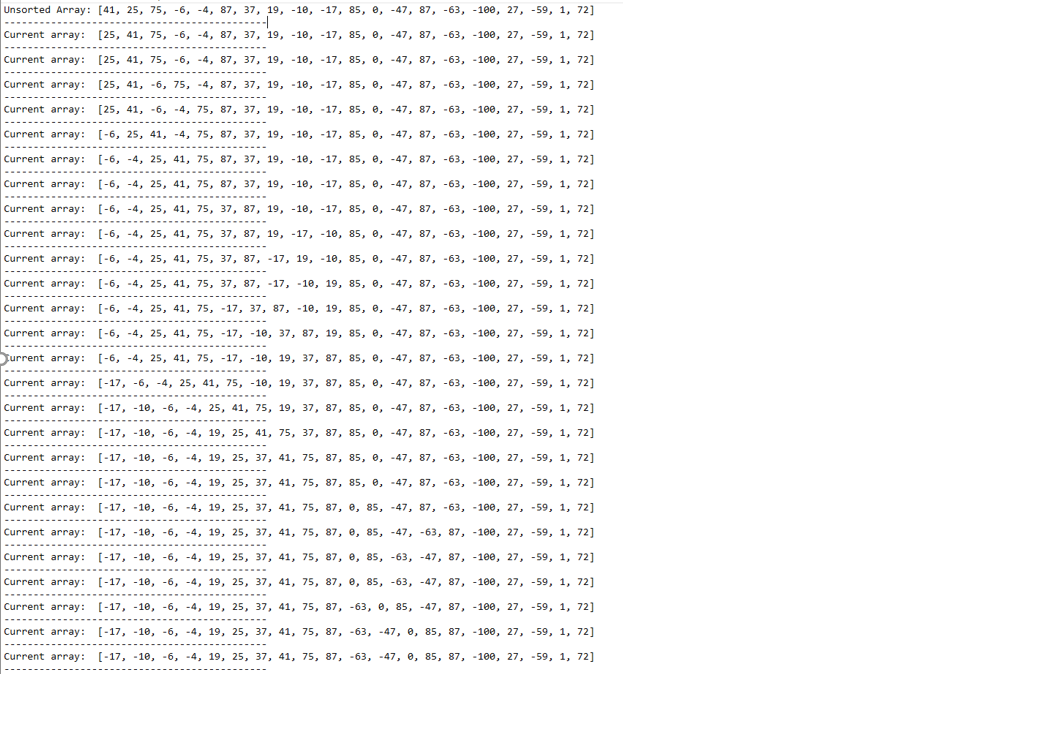 Unsorted Array: [41, 25, 75, -6, -4, 87, 37, 19, -10, -17, 85, 0, -47, 87, -63, -100, 27, -59, 1, 72]
---------------------------------------------
Current array:  [25, 41, 75, -6, -4, 87, 37, 19, -10, -17, 85, 0, -47, 87, -63, -100, 27, -59, 1, 72]
---------------------------------------------
Current array:  [25, 41, 75, -6, -4, 87, 37, 19, -10, -17, 85, 0, -47, 87, -63, -100, 27, -59, 1, 72]
---------------------------------------------
Current array:  [25, 41, -6, 75, -4, 87, 37, 19, -10, -17, 85, 0, -47, 87, -63, -100, 27, -59, 1, 72]
---------------------------------------------
Current array:  [25, 41, -6, -4, 75, 87, 37, 19, -10, -17, 85, 0, -47, 87, -63, -100, 27, -59, 1, 72]
---------------------------------------------
Current array:  [-6, 25, 41, -4, 75, 87, 37, 19, -10, -17, 85, 0, -47, 87, -63, -100, 27, -59, 1, 72]
---------------------------------------------
Current array:  [-6, -4, 25, 41, 75, 87, 37, 19, -10, -17, 85, 0, -47, 87, -63, -100, 27, -59, 1, 72]
---------------------------------------------
Current array:  [-6, -4, 25, 41, 75, 87, 37, 19, -10, -17, 85, 0, -47, 87, -63, -100, 27, -59, 1, 72]
---------------------------------------------
Current array:  [-6, -4, 25, 41, 75, 37, 87, 19, -10, -17, 85, 0, -47, 87, -63, -100, 27, -59, 1, 72]
---------------------------------------------
Current array:  [-6, -4, 25, 41, 75, 37, 87, 19, -17, -10, 85, 0, -47, 87, -63, -100, 27, -59, 1, 72]
---------------------------------------------
Current array:  [-6, -4, 25, 41, 75, 37, 87, -17, 19, -10, 85, 0, -47, 87, -63, -100, 27, -59, 1, 72]
---------------------------------------------
Current array:  [-6, -4, 25, 41, 75, 37, 87, -17, -10, 19, 85, 0, -47, 87, -63, -100, 27, -59, 1, 72]
---------------------------------------------
Current array:  [-6, -4, 25, 41, 75, -17, 37, 87, -10, 19, 85, 0, -47, 87, -63, -100, 27, -59, 1, 72]
---------------------------------------------
Current array:  [-6, -4, 25, 41, 75, -17, -10, 37, 87, 19, 85, 0, -47, 87, -63, -100, 27, -59, 1, 72]
---------------------------------------------
Current array:  [-6, -4, 25, 41, 75, -17, -10, 19, 37, 87, 85, 0, -47, 87, -63, -100, 27, -59, 1, 72]
---------------------------------------------
Current array:  [-17, -6, -4, 25, 41, 75, -10, 19, 37, 87, 85, 0, -47, 87, -63, -100, 27, -59, 1, 72]
---------------------------------------------
Current array:  [-17, -10, -6, -4, 25, 41, 75, 19, 37, 87, 85, 0, -47, 87, -63, -100, 27, -59, 1, 72]
---------------------------------------------
Current array:  [-17, -10, -6, -4, 19, 25, 41, 75, 37, 87, 85, 0, -47, 87, -63, -100, 27, -59, 1, 72]
---------------------------------------------
Current array:  [-17, -10, -6, -4, 19, 25, 37, 41, 75, 87, 85, 0, -47, 87, -63, -100, 27, -59, 1, 72]
---------------------------------------------
Current array:  [-17, -10, -6, -4, 19, 25, 37, 41, 75, 87, 85, 0, -47, 87, -63, -100, 27, -59, 1, 72]
---------------------------------------------
Current array:  [-17, -10, -6, -4, 19, 25, 37, 41, 75, 87, 0, 85, -47, 87, -63, -100, 27, -59, 1, 72]
---------------------------------------------
Current array:  [-17, -10, -6, -4, 19, 25, 37, 41, 75, 87, 0, 85, -47, -63, 87, -100, 27, -59, 1, 72]
---------------------------------------------
Current array:  [-17, -10, -6, -4, 19, 25, 37, 41, 75, 87, 0, 85, -63, -47, 87, -100, 27, -59, 1, 72]
---------------------------------------------
Current array:  [-17, -10, -6, -4, 19, 25, 37, 41, 75, 87, 0, 85, -63, -47, 87, -100, 27, -59, 1, 72]
---------------------------------------------
Current array:  [-17, -10, -6, -4, 19, 25, 37, 41, 75, 87, -63, 0, 85, -47, 87, -100, 27, -59, 1, 72]
---------------------------------------------
Current array:  [-17, -10, -6, -4, 19, 25, 37, 41, 75, 87, -63, -47, 0, 85, 87, -100, 27, -59, 1, 72]
---------------------------------------------
Current array:  [-17, -10, -6, -4, 19, 25, 37, 41, 75, 87, -63, -47, 0, 85, 87, -100, 27, -59, 1, 72]
---------------------------------------------